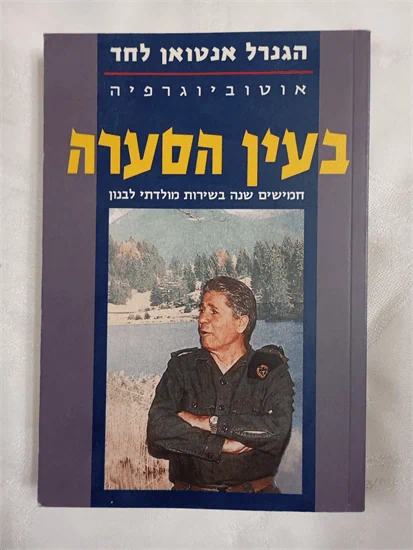 הגנרל אנטואן לחד
אוטוביוגרפיה
בעין הסערה
חמישים שנה בשירות מולדתי לבנון